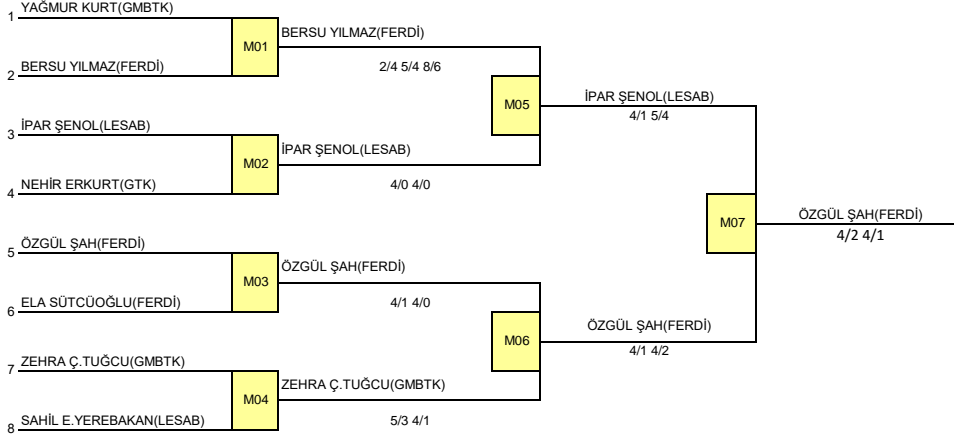 1 YAĞMUR KURT(GMBTK)
M01
BERSU YILMAZ(FERDİ)
2/4 5/4 8/6
2 BERSU YILMAZ(FERDİ)
M05
İPAR ŞENOL(LESAB)
4/1 5/4
3 İPAR ŞENOL(LESAB)
M02
İPAR ŞENOL(LESAB)
4/0 4/0
4 NEHİR ERKURT(GTK)
M07
ÖZGÜL ŞAH(FERDİ)
4/2 4/1
5 ÖZGÜL ŞAH(FERDİ)
M03
ÖZGÜL ŞAH(FERDİ)
4/1 4/0
6 ELA SÜTCÜOĞLU(FERDİ)
M06
ÖZGÜL ŞAH(FERDİ)
4/1 4/2
7 ZEHRA Ç.TUĞCU(GMBTK)
M04
ZEHRA Ç.TUĞCU(GMBTK)
5/3 4/1
8 SAHİL E.YEREBAKAN(LESAB)